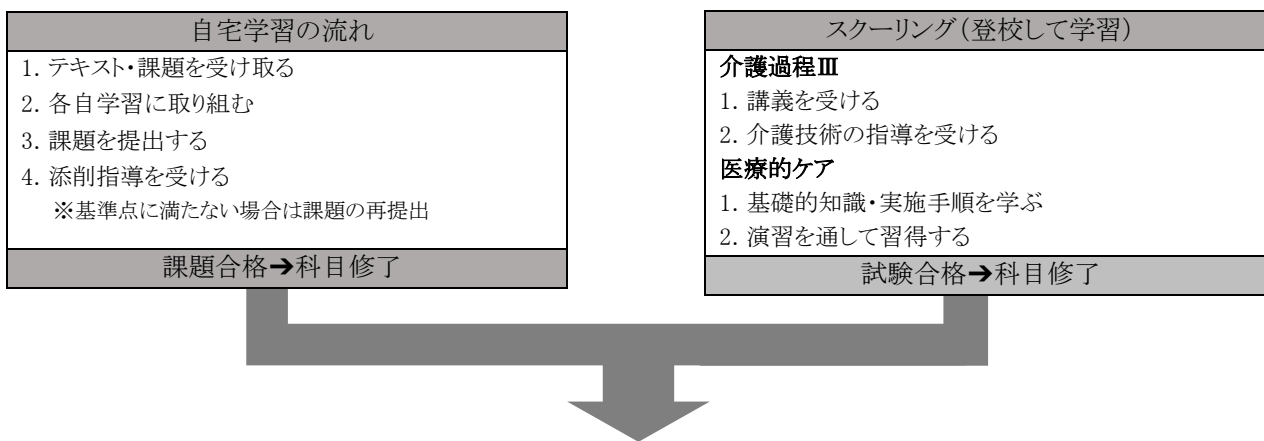 自宅学習の流れ
1. テキスト・課題を受け取る
2. 各自学習に取り組む
3. 課題を提出する
4. 添削指導を受ける
※基準点に満たない場合は課題の再提出
課題合格➔科目修了
スクーリング(登校して学習)
介護過程Ⅲ
1. 講義を受ける
2. 介護技術の指導を受ける
医療的ケア
1. 基礎的知識・実施手順を学ぶ
2. 演習を通して習得する
試験合格➔科目修了